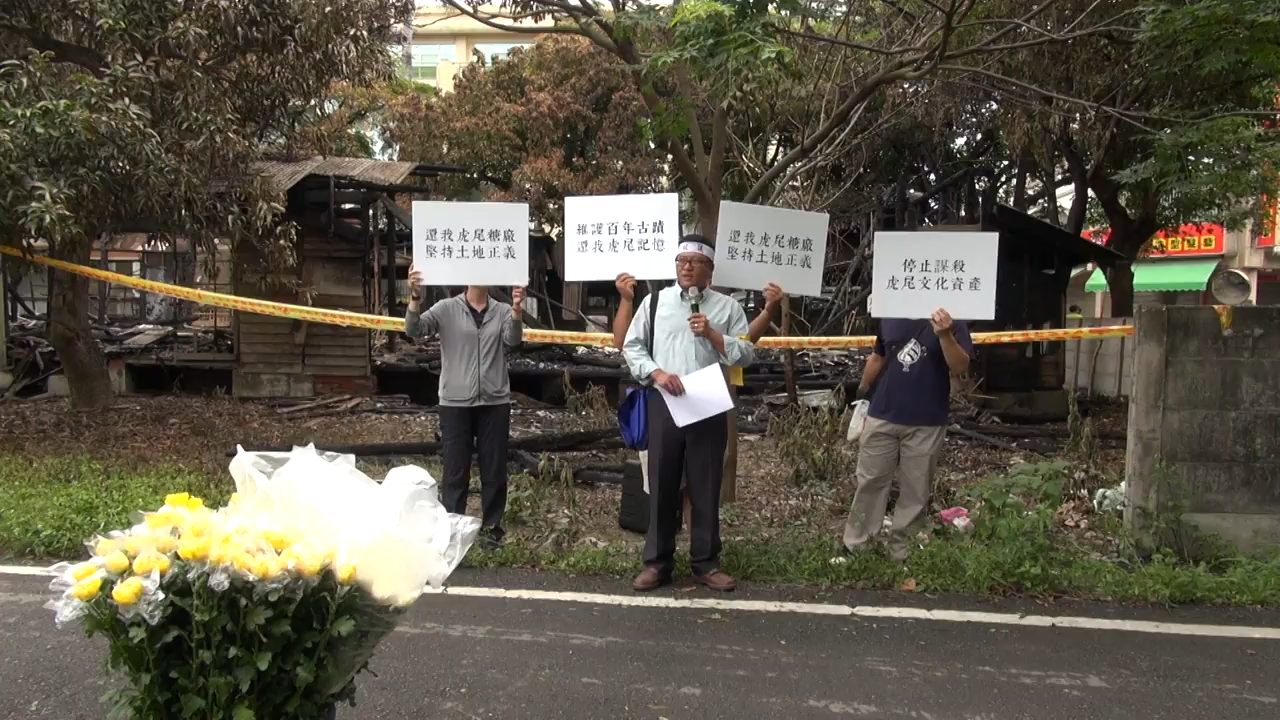 還我虎尾糖廠
堅持土地正義
維護百年古蹟
還我虎尾記憶
還我虎尾糖廠
堅持土地正義
停止謀殺
虎尾文化資產